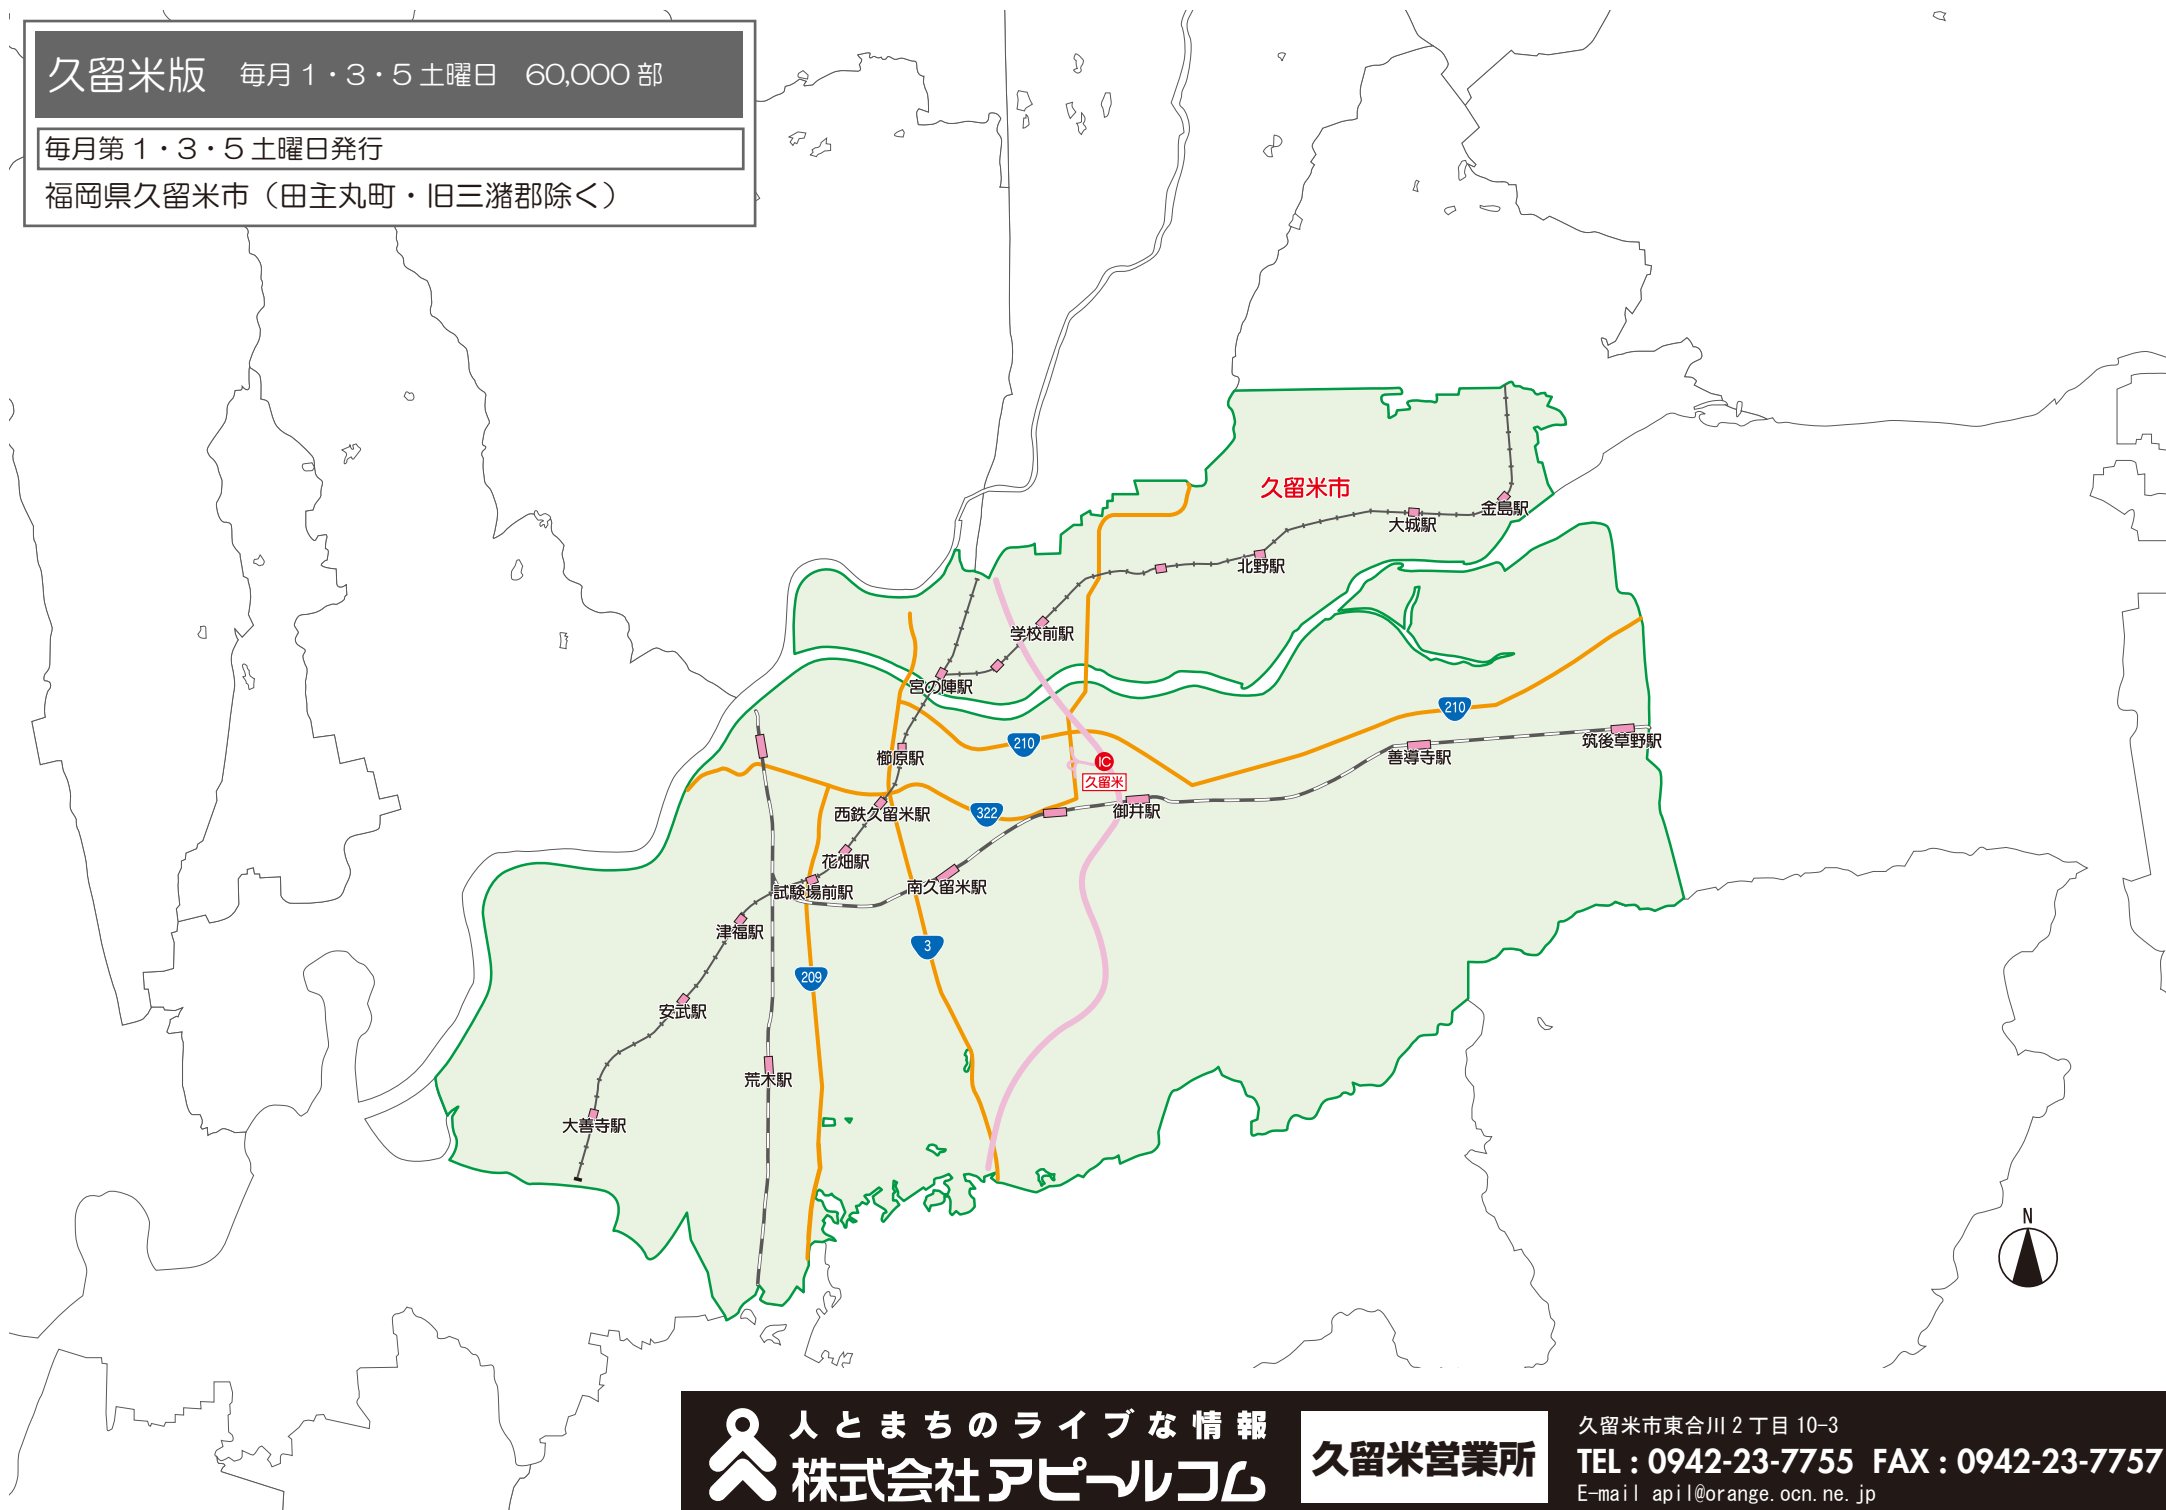 久留米版 毎月1・3・5土曜日 60,000部
毎月第1・3・5土曜日発行
福岡県久留米市（田主丸町・旧三潴郡除く）
久留米市
金島駅
大城駅
北野駅
学校前駅
宮の陣駅
210
210
筑後草野駅
善導寺駅
櫛原駅
IC
久留米
西鉄久留米駅
322
御井駅
花畑駅
試験場前駅
南久留米駅
津福駅
3
209
安武駅
荒木駅
大善寺駅
N
人とまちのライブな情報
株式会社アピールコム
久留米営業所
久留米市東合川2丁目10-3
TEL：0942-23-7755 FAX：0942-23-7757
E-mail apil@orange.ocn.ne.jp